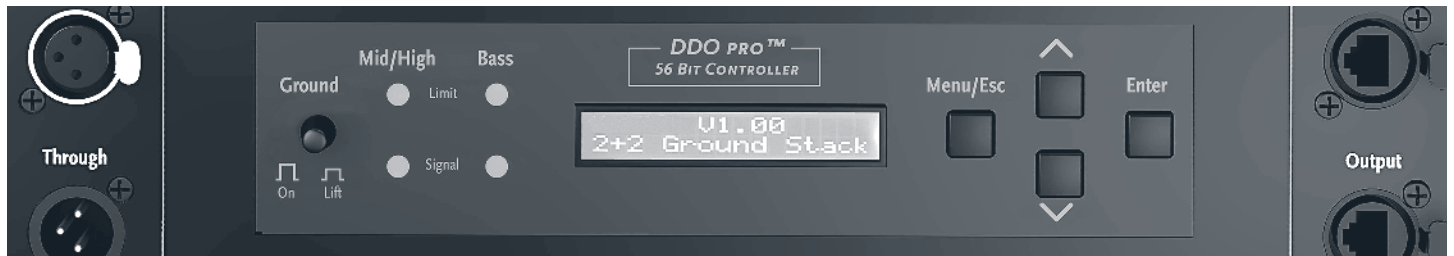 Through
Ground
On
Lift
Mid/High
Bass
Limit
Signal
DDO PRO™
56 BIT CONTROLLER
V1.00
2+2 Ground Stack
Menu/Esc
Enter
Output